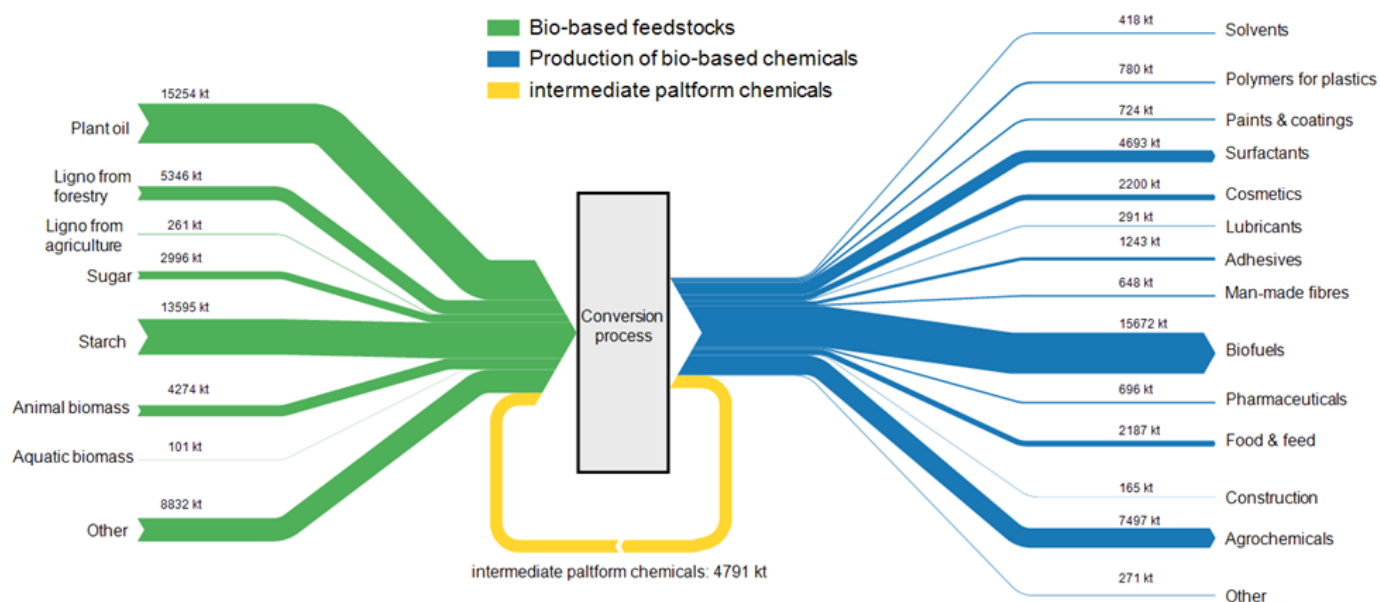 Bio-based feedstocks
Production of bio-based chemicals
intermediate paltform chemicals
15254 kt
Plant oil
5346 kt
Ligno from
forestry
261 kt
Ligno from
agriculture
2996 kt
Sugar
13595 kt
Starch
4274 kt
Animal biomass
101 kt
Aquatic biomass
8832 kt
Other
Conversion
process
intermediate paltform chemicals: 4791 kt
418 kt
Solvents
780 kt
Polymers for plastics
724 kt
Paints & coatings
4693 kt
Surfactants
2200 kt
Cosmetics
291 kt
Lubricants
1243 kt
Adhesives
648 kt
Man-made fibres
15672 kt
Biofuels
696 kt
Pharmaceuticals
2187 kt
Food & feed
165 kt
Construction
7497 kt
Agrochemicals
271 kt
Other